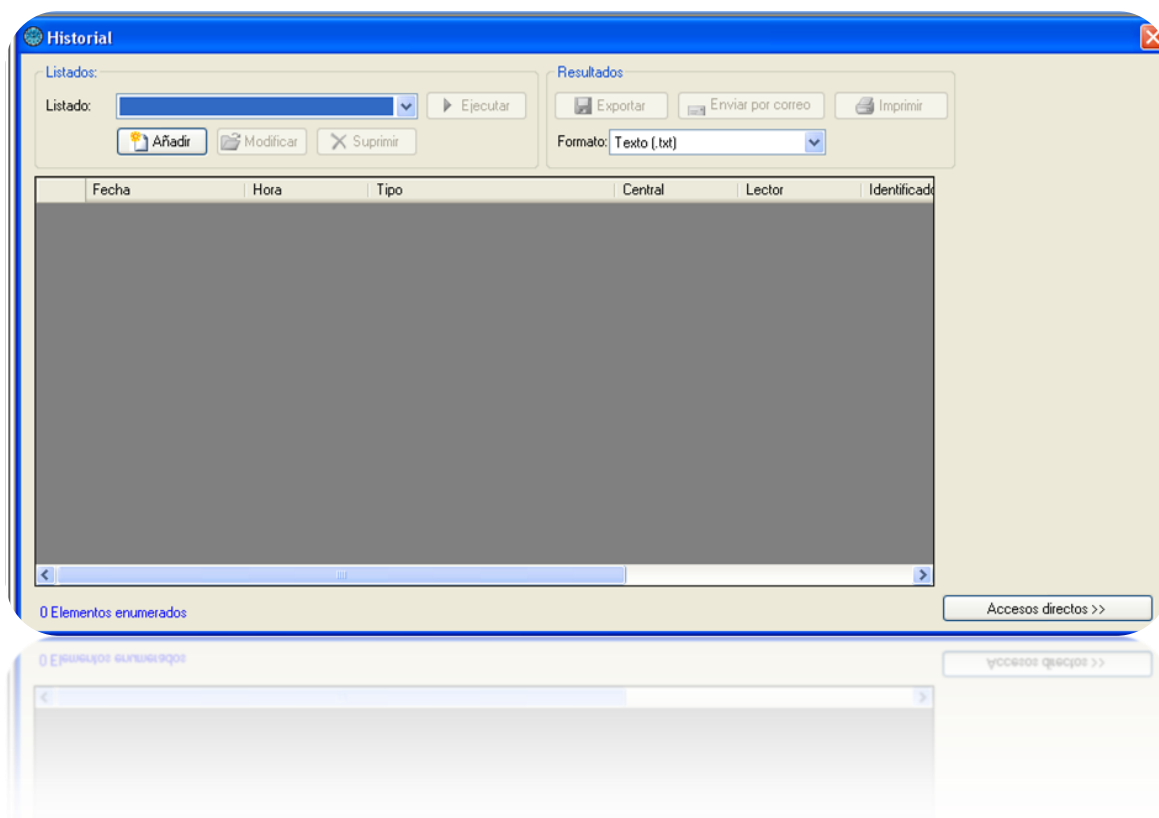 Historial
Listados:
Listado:
Ejecutar
Añadir
Modificar
Suprimir
Resultados
Exportar
Enviar por correo
Imprimir
Formato: Texto (.txt)
Fecha Hora Tipo Central Lector Identificado
0 Elementos enumerados
Accesos directos >>